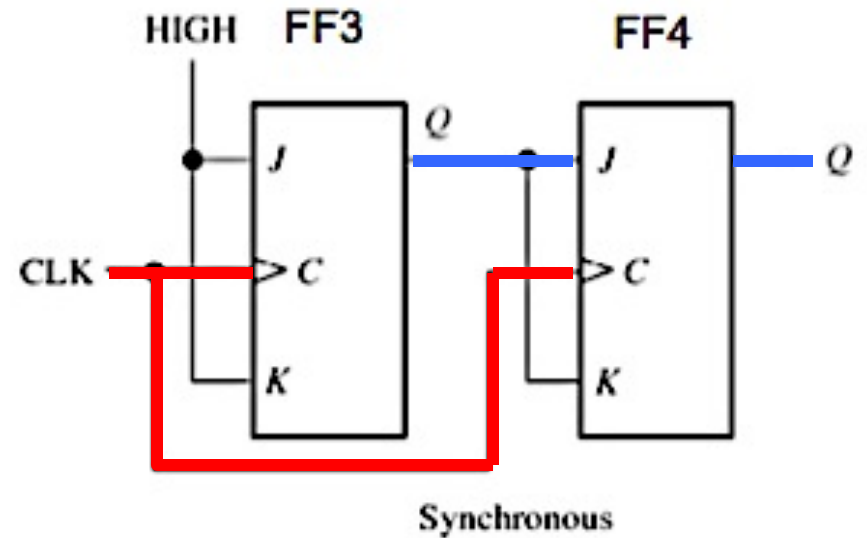 HIGH FF3 FF4
Q
J J Q
CLK C C
K K
Synchronous